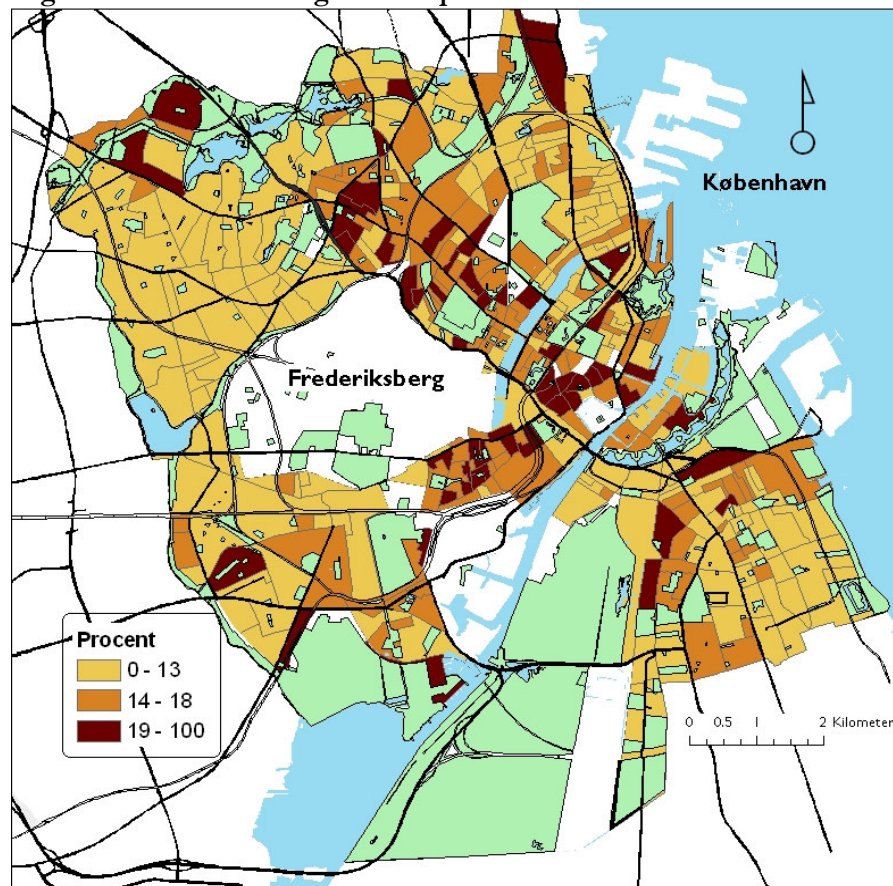 København
Frederiksberg
Procent
0 - 13
14 - 18
19 - 100
0 0.5 1 2 Kilometer